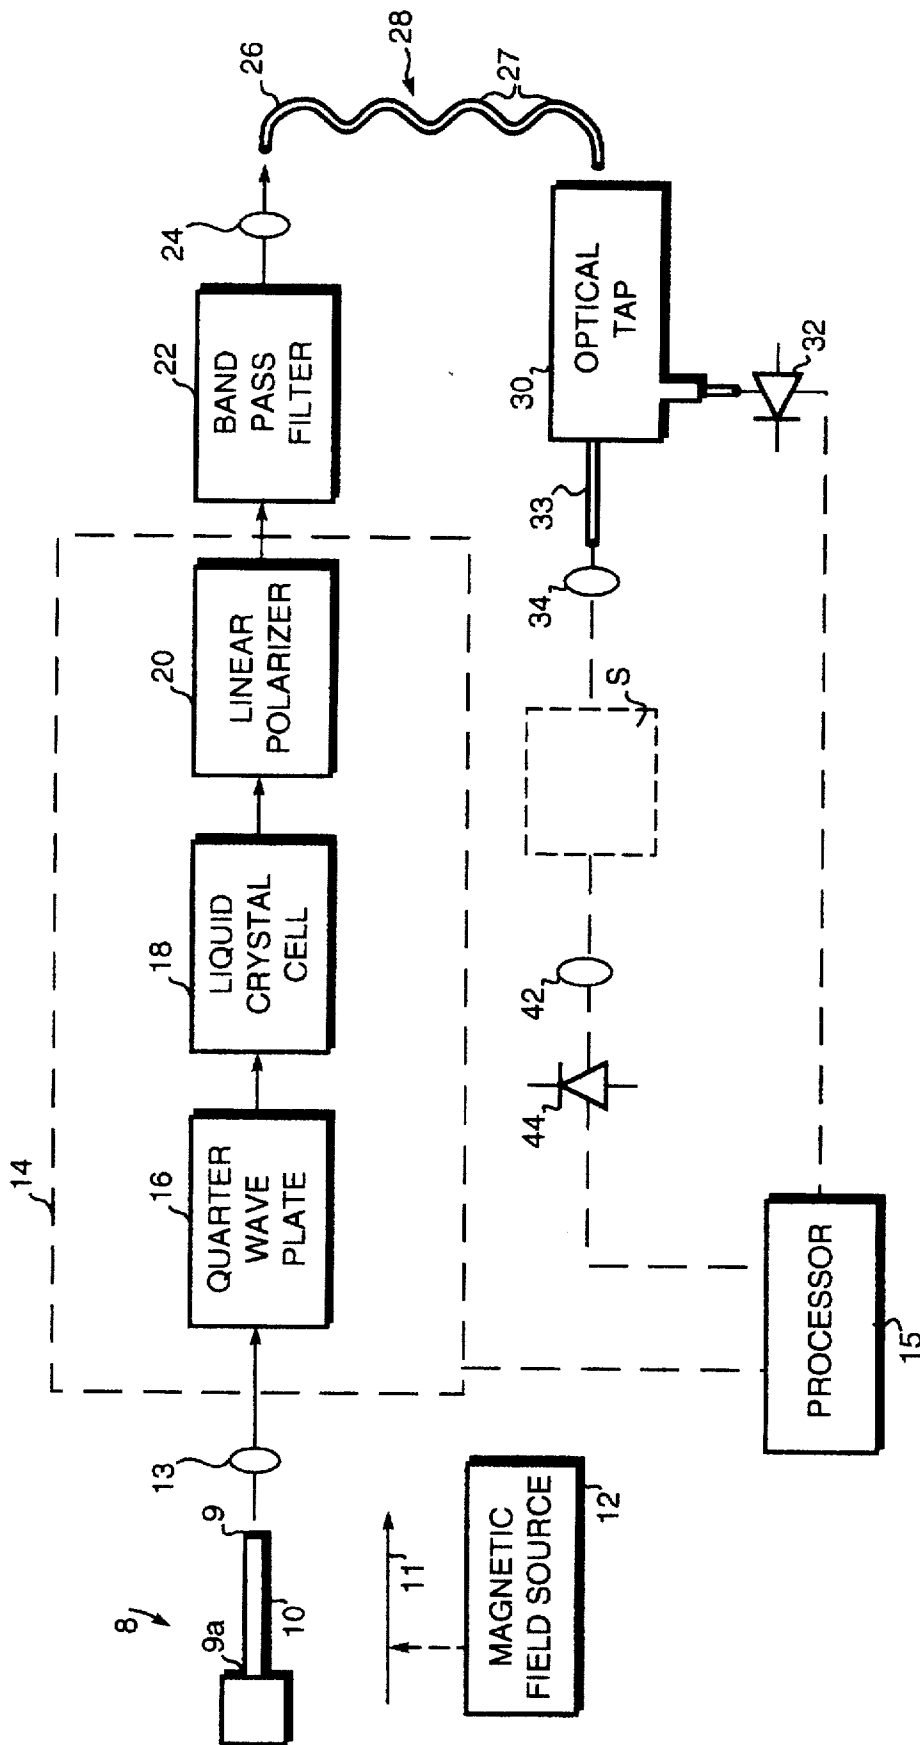 8
9a
9
10
11
MAGNETIC
FIELD SOURCE
12
13
14
16
QUARTER
WAVE
PLATE
18
LIQUID
CRYSTAL
CELL
20
LINEAR
POLARIZER
22
BAND
PASS
FILTER
24
26
28
27
OPTICAL
TAP
30
32
33
34
S
42
44
PROCESSOR
15